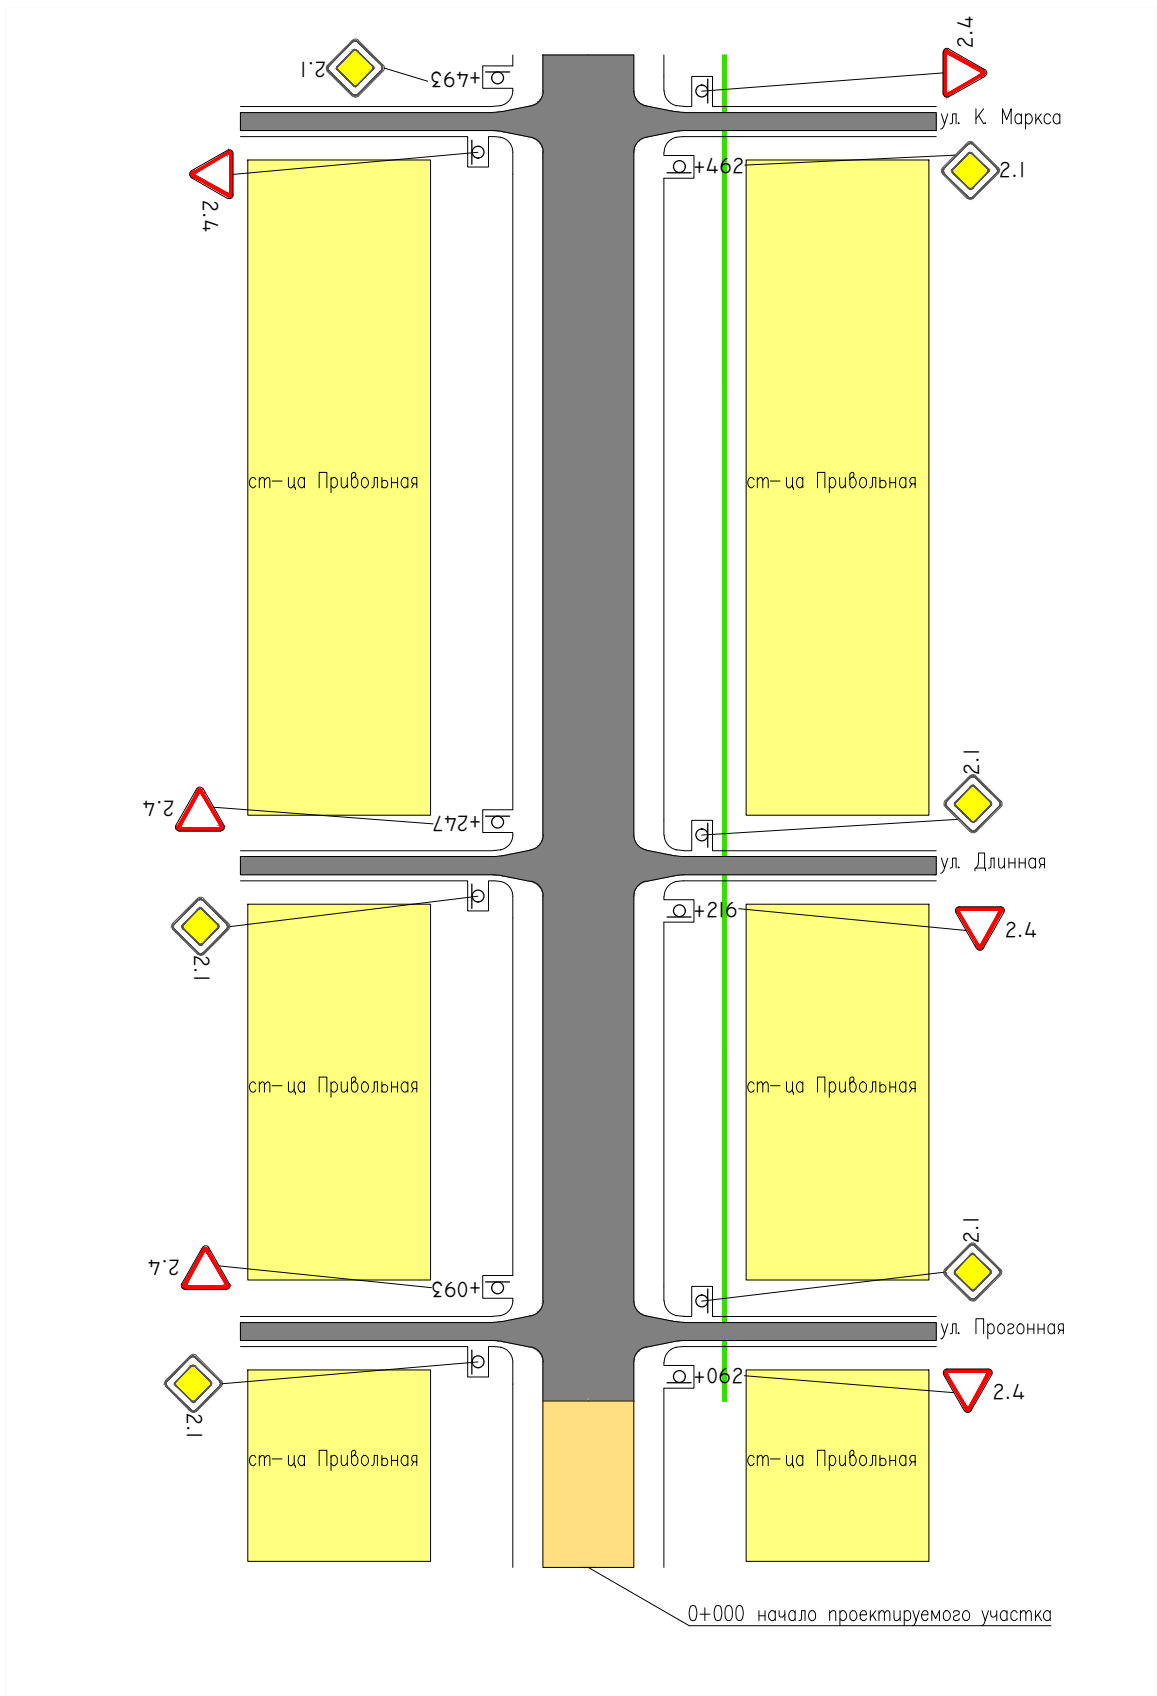 2.4
2.1
+493
ул. К. Маркса
+462
2.1
2.4
ст-ца Привольная
ст-ца Привольная
2.1
2.4
+247
ул. Длинная
+216
2.4
2.1
ст-ца Привольная
ст-ца Привольная
2.1
2.4
+093
ул. Прогонная
+062
2.4
2.1
ст-ца Привольная
ст-ца Привольная
0+000 начало проектируемого участка